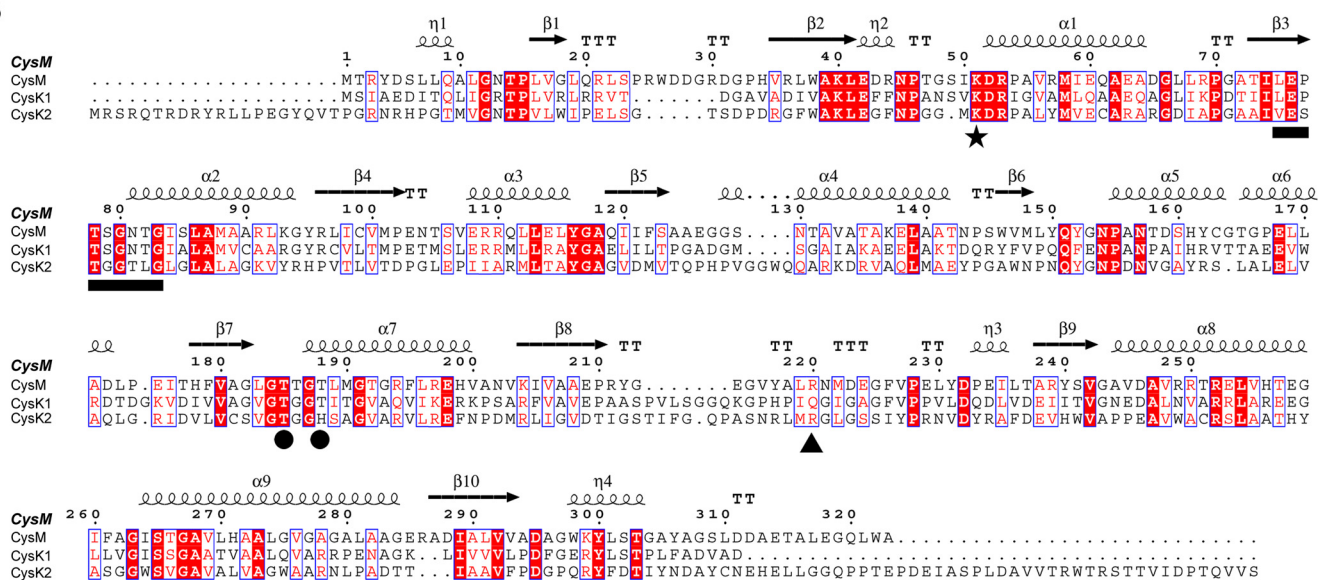 η1 β1 TTT TT β2 η2 TT α1 TT β3
1 10 20 30 40 50 60 70
CysM
CysM ....................MTRYDSLLQALGNTPLVGLQRLSPRWDDGRDGPHVRLWAKLEDRNPTGSIKDRPAVRMIEQAEADGLLRPGATILEP
CysK1 ....................MSIAEDITQLIGRTPLVRLRRVT.......DGAVADIVAKLEFFNPANSVKDRIGVAMLQAAEQAGLIKPDTIILEP
CysK2 MRSRQTRDRYRLLPEGYQVTPGRNRHPGTMVGNTPLVLWIPELSG....TSDPDRGFWAKLEFFNPGG.MKDRPALYMVECARARGDIAPGAAIVES
α2 β4 TT α3 β5 α4 TT β6 α5 α6
80 90 100 110 120 130 140 150 160 170
CysM
CysM TSGNTGISLAMAARLKGYRLICVMPENTSVERRQLLELYGAQIIFSAAEGGS....NTAVATAKELAATNPSWVMLYQYGNPANTDSHYCGTGPELL
CysK1 TSGNTGIALAMVCAARGYRCVLTMPETMSLERRMLLRAYGAELILTPGADGM....SGAIAKAEELAKTDQRYFVPQQFENPANPAIHRVTTAEEVW
CysK2 TGGTLGLGLALAGKVYRHPVTLVTDPGLEPIIARMLTAYGAGVDMVTQPHPVGGWQQARKDRVAQLMAEYPGAWNPNQYGNPDNVGAYRS.LALELV
β7 α7 β8 TT TT TTT TT η3 β9 α8
180 190 200 210 220 230 240 250
CysM
CysM ADLP.EITHFVAGLGTTGTLMGTGRFLREHVANVKIVAAEPRYG.......EGVYALRNMDEGFVPELYDPEILTARYSVGAVDAVRRTRELVHTEG
CysK1 RDTDGKVDIVVAGVGTGGTITGVAQVIKERKPSARFVAVEPAASPVLSGGQKGPHPIQGIGAGFVPPVLDQDLVDEIITVGNEDALNVARRLAREEG
CysK2 AQLG.RIDVLVCSVGTGGHSAGVARVLREFNPDMRLIGVDTIGSTIFG.QPASNRLMRGLGSSIYPRNVDYRAFDEVHWVAPPEAVWACRSLAATHY
α9 β10 η4 TT
260 270 280 290 300 310 320
CysM
CysM IFAGISTGAVLHAALGVGAGALAAGERADIALVVADAGWKYLSTGAYAGSLDDAETALEGQLWA.............................
CysK1 LLVGISSGAATVAALQVARRPENAGK..LIVVVLPDFGERYLSTPLFADVAD.........................................
CysK2 ASGGWSVGAVALVAGWAARNLPADTT..IAAVFPDGPQRYFDTIYNDAYCNEHELLGGQPPTEPDEIASPLDAVVTRWTRSTTVIDPTQVVS